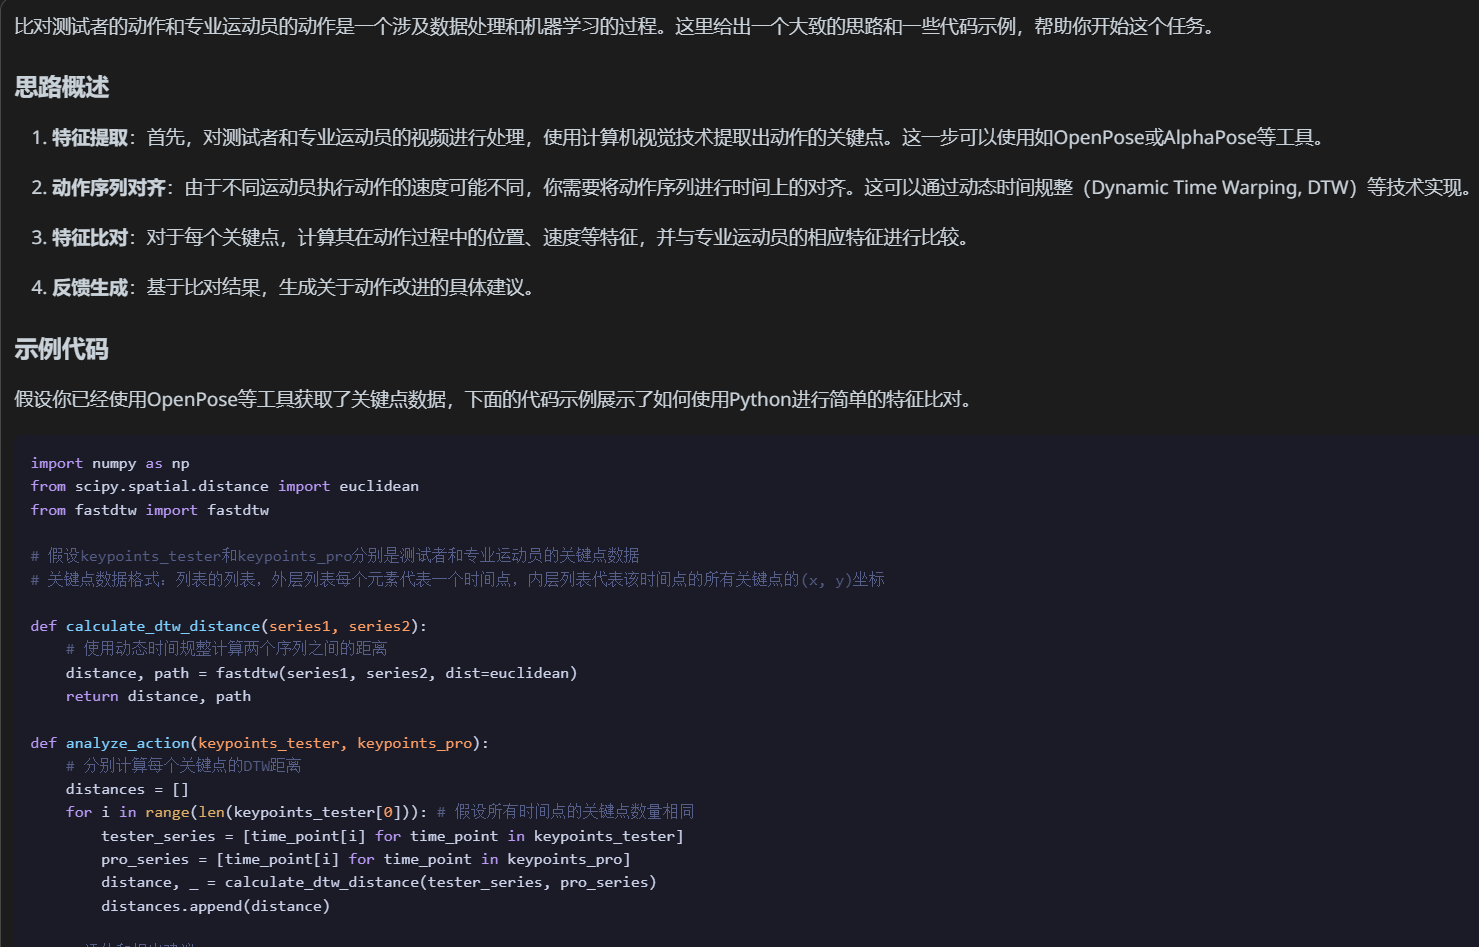 比对测试者的动作和专业运动员的动作是一个涉及数据处理和机器学习的过程。这里给出一个大致的思路和一些代码示例，帮助你开始这个任务。
思路概述
1. 特征提取：首先，对测试者和专业运动员的视频进行处理，使用计算机视觉技术提取出动作的关键点。这一步可以使用如OpenPose或AlphaPose等工具。
2. 动作序列对齐：由于不同运动员执行动作的速度可能不同，你需要将动作序列进行时间上的对齐。这可以通过动态时间规整（Dynamic Time Warping, DTW）等技术实现。
3. 特征比对：对于每个关键点，计算其在动作过程中的位置、速度等特征，并与专业运动员的相应特征进行比较。
4. 反馈生成：基于比对结果，生成关于动作改进的具体建议。
示例代码
假设你已经使用OpenPose等工具获取了关键点数据，下面的代码示例展示了如何使用Python进行简单的特征比对。
import numpy as np
from scipy.spatial.distance import euclidean
from fastdtw import fastdtw
# 假设keypoints_tester和keypoints_pro分别是测试者和专业运动员的关键点数据
# 关键点数据格式：列表的列表，外层列表每个元素代表一个时间点，内层列表代表该时间点的所有关键点的(x, y)坐标
def calculate_dtw_distance(series1, series2):
    # 使用动态时间规整计算两个序列之间的距离
    distance, path = fastdtw(series1, series2, dist=euclidean)
    return distance, path
def analyze_action(keypoints_tester, keypoints_pro):
    # 分别计算每个关键点的DTW距离
    distances = []
    for i in range(len(keypoints_tester[0])): # 假设所有时间点的关键点数量相同
        tester_series = [time_point[i] for time_point in keypoints_tester]
        pro_series = [time_point[i] for time_point in keypoints_pro]
        distance, _ = calculate_dtw_distance(tester_series, pro_series)
        distances.append(distance)